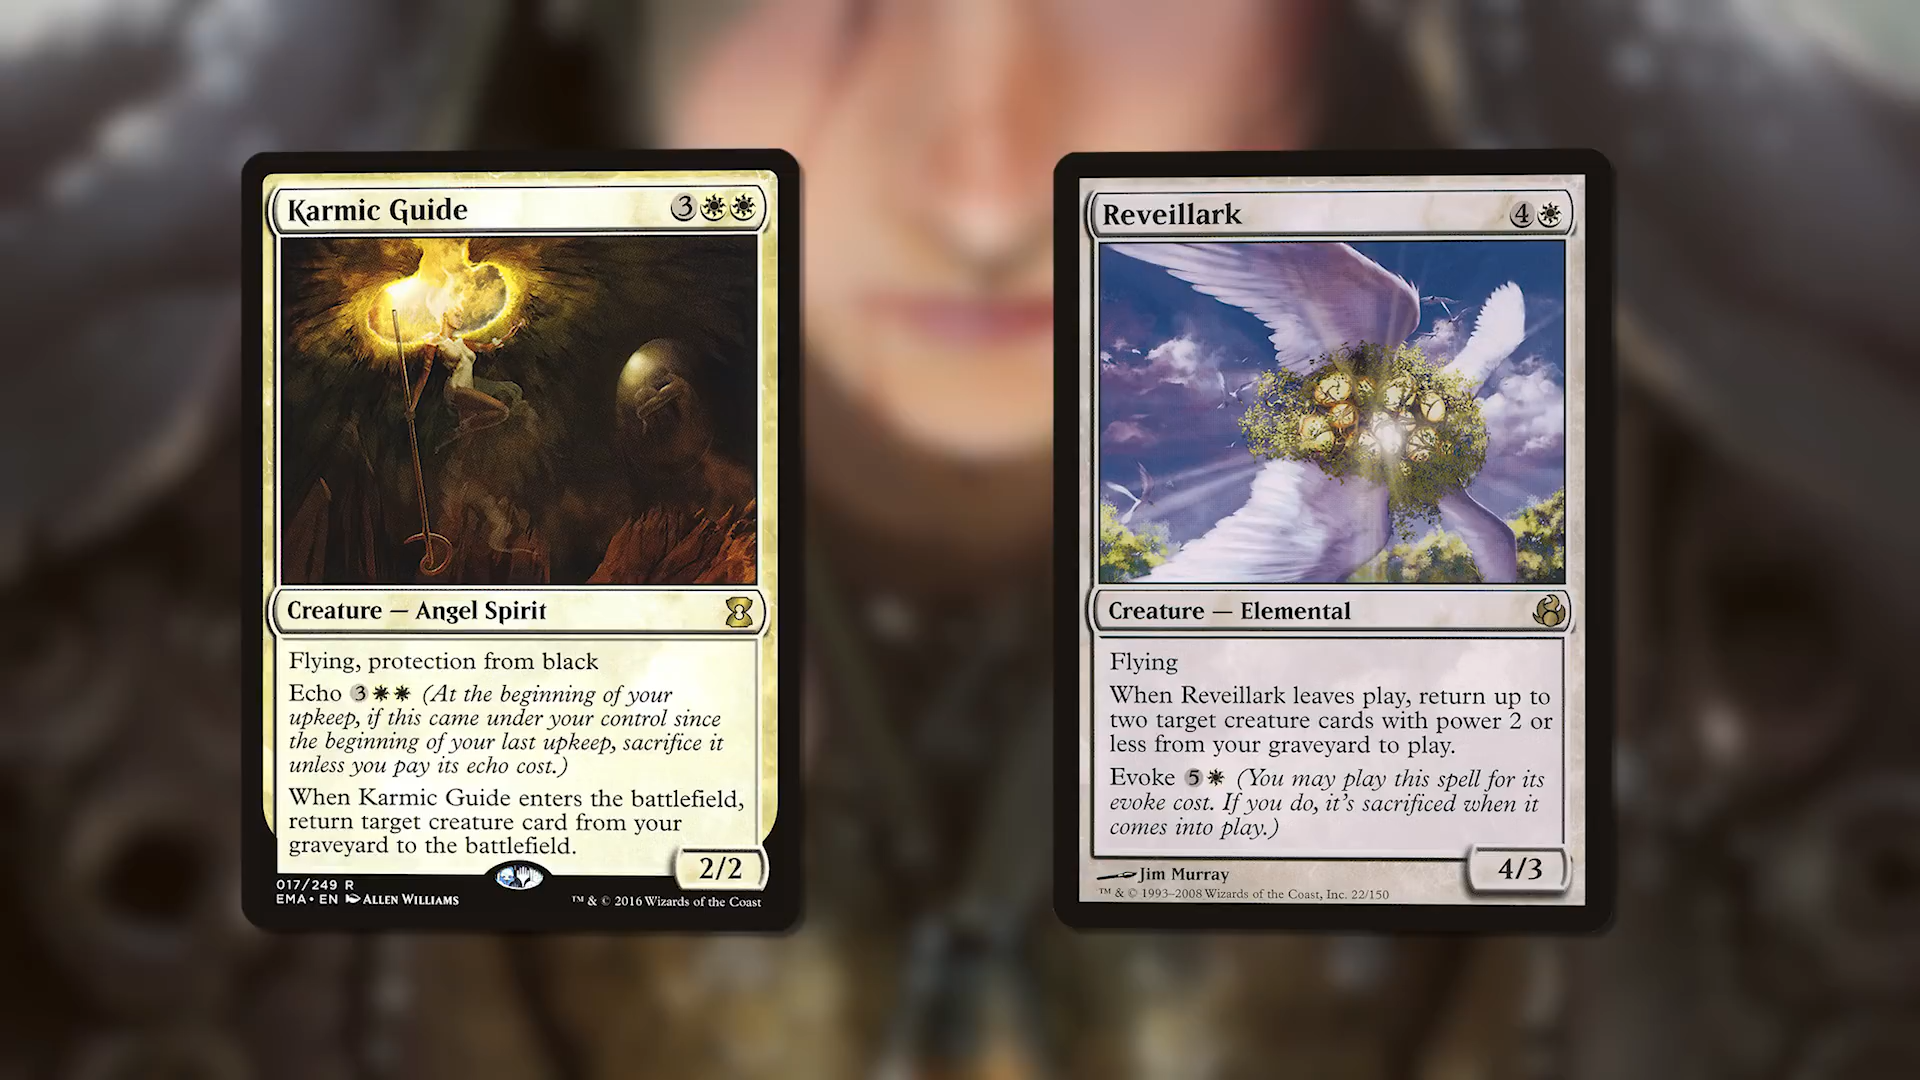 Karmic Guide 3
Creature — Angel Spirit
Flying, protection from black
Echo 3 (At the beginning of your
upkeep, if this came under your control since
the beginning of your last upkeep, sacrifice it
unless you pay its echo cost.)
When Karmic Guide enters the battlefield,
return target creature card from your
graveyard to the battlefield.
2/2
017/249 R
EMA • EN ALLEN WILLIAMS
™ & © 2016 Wizards of the Coast
Reveillark 4
Creature — Elemental
Flying
When Reveillark leaves play, return up to
two target creature cards with power 2 or
less from your graveyard to play.
Evoke 5 (You may play this spell for its
evoke cost. If you do, it's sacrificed when it
comes into play.)
4/3
Jim Murray
™ & © 1993–2008 Wizards of the Coast, Inc. 22/150